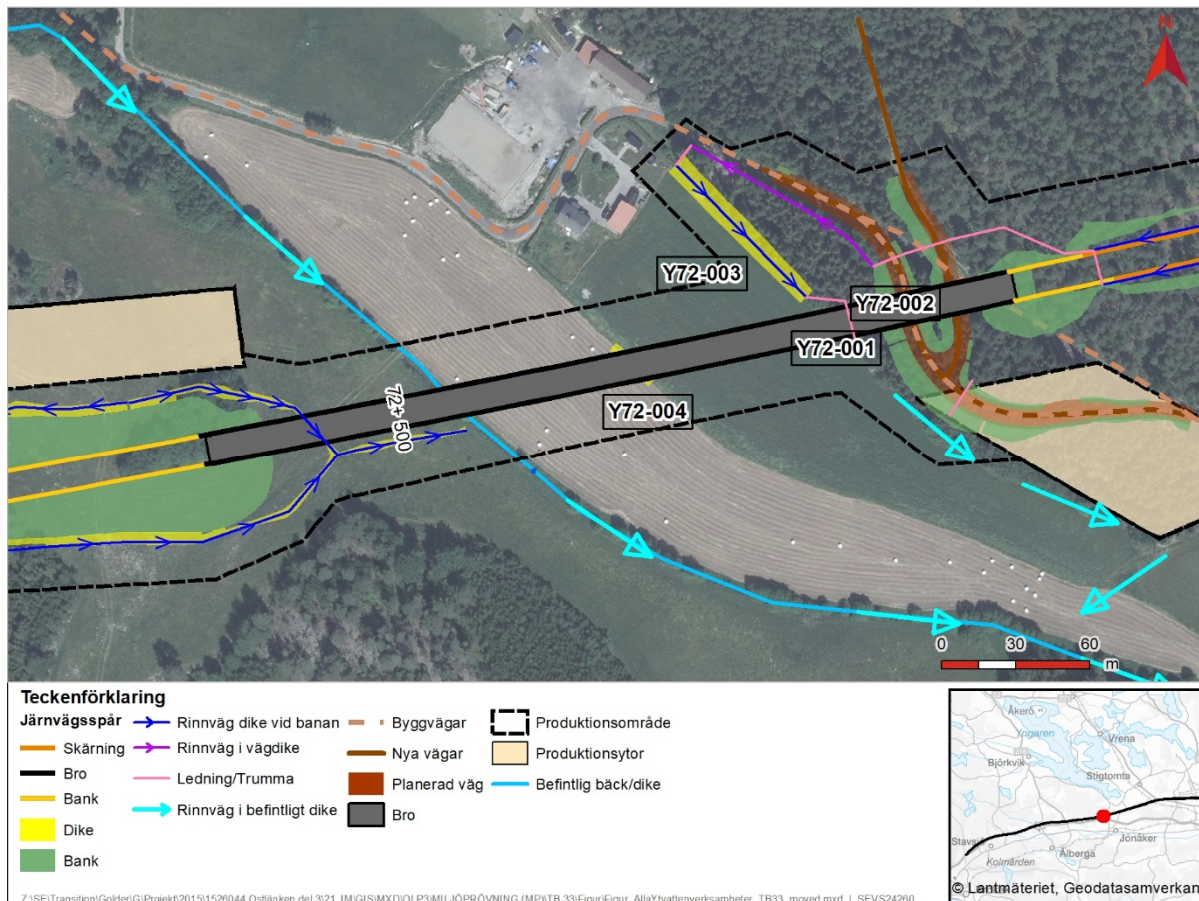 N
Y72-003
Y72-002
Y72-001
Y72-004
72+500
0 30 60
m
Teckenförklaring
Järnvägsspår
Skärning
Bro
Bank
Dike
Bank
Rinnväg dike vid banan
Rinnväg i vägdike
Ledning/Trumma
Rinnväg i befintligt dike
Byggvägar
Nya vägar
Planerad väg
Bro
Produktionsområde
Produktionsytor
Befintlig bäck/dike
Åkerö
Yngaren
Vrena
Björkvik
Stigtomta
Stavsjö
Jönåker
Ålberga
Kolmården
© Lantmäteriet, Geodatasamverkan